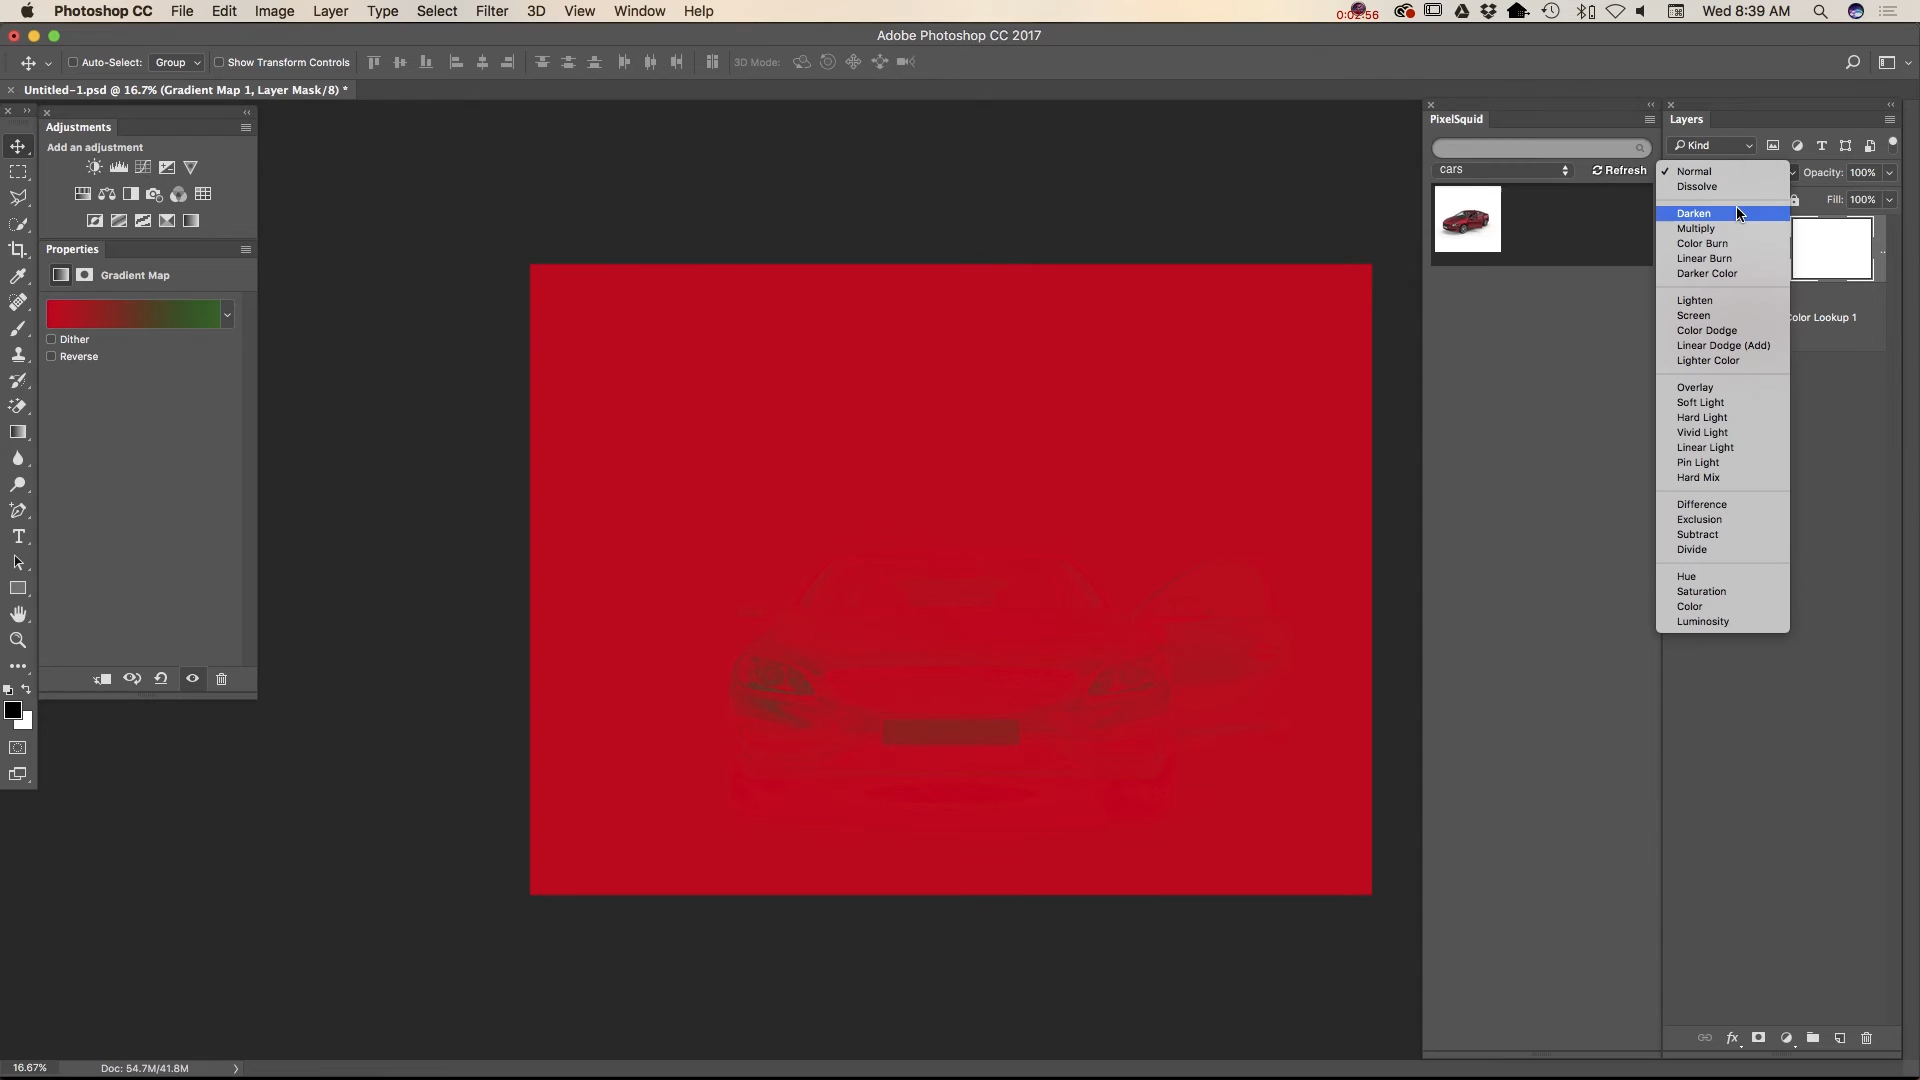 Photoshop CC File Edit Image Layer Type Select Filter 3D View Window Help
0:02:56
Wed 8:39 AM
Adobe Photoshop CC 2017
Auto-Select: Group Show Transform Controls 3D Mode:
Untitled-1.psd @ 16.7% (Gradient Map 1, Layer Mask/8) *
Adjustments
Add an adjustment
Properties
Gradient Map
Dither
Reverse
PixelSquid
cars
Refresh
Layers
Kind
Opacity: 100%
Fill: 100%
Color Lookup 1
Normal
Dissolve
Darken
Multiply
Color Burn
Linear Burn
Darker Color
Lighten
Screen
Color Dodge
Linear Dodge (Add)
Lighter Color
Overlay
Soft Light
Hard Light
Vivid Light
Linear Light
Pin Light
Hard Mix
Difference
Exclusion
Subtract
Divide
Hue
Saturation
Color
Luminosity
fx
16.67% Doc: 54.7M/41.8M